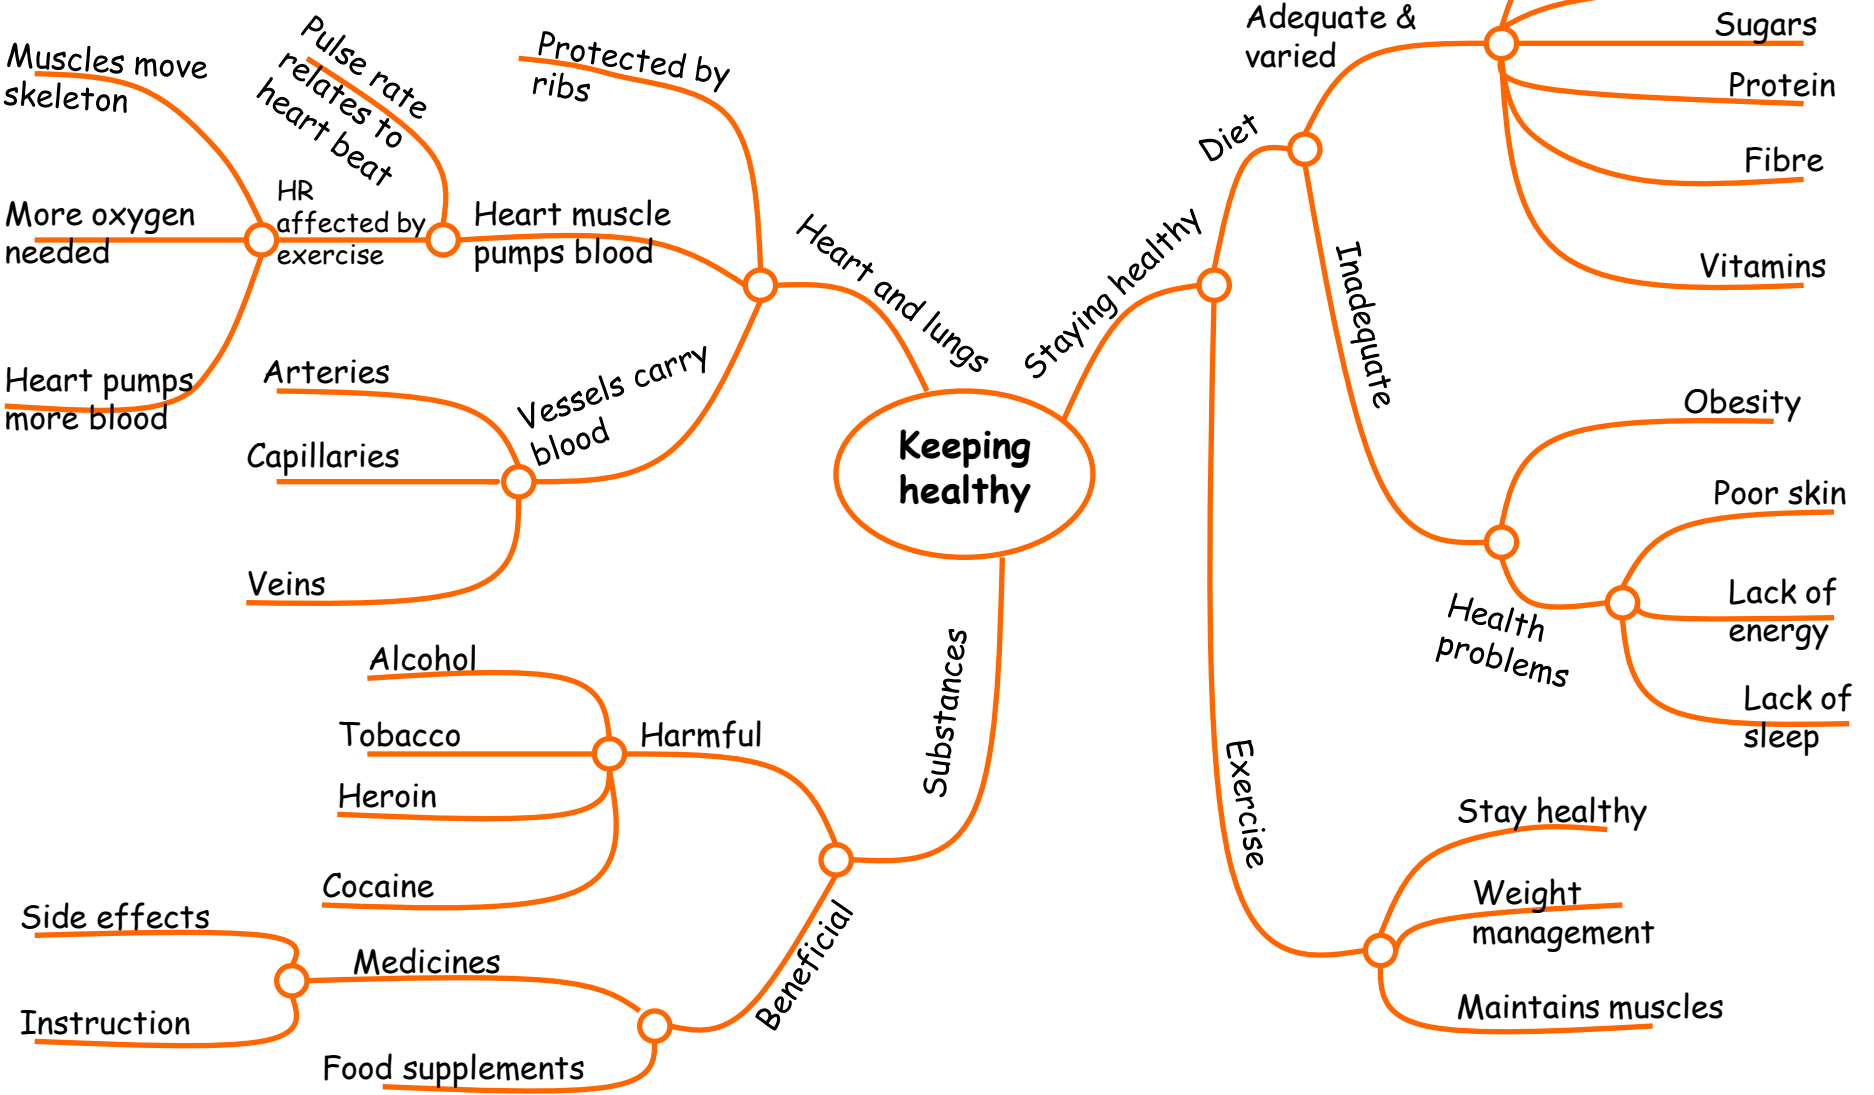 Keeping
healthy
Heart and lungs
Protected by
ribs
Heart muscle
pumps blood
Pulse rate
relates to
heart beat
HR
affected by
exercise
Muscles move
skeleton
More oxygen
needed
Heart pumps
more blood
Vessels carry
blood
Arteries
Capillaries
Veins
Staying healthy
Diet
Adequate &
varied
Sugars
Protein
Fibre
Vitamins
Inadequate
Obesity
Health
problems
Poor skin
Lack of
energy
Lack of
sleep
Exercise
Stay healthy
Weight
management
Maintains muscles
Substances
Harmful
Alcohol
Tobacco
Heroin
Cocaine
Beneficial
Medicines
Side effects
Instruction
Food supplements